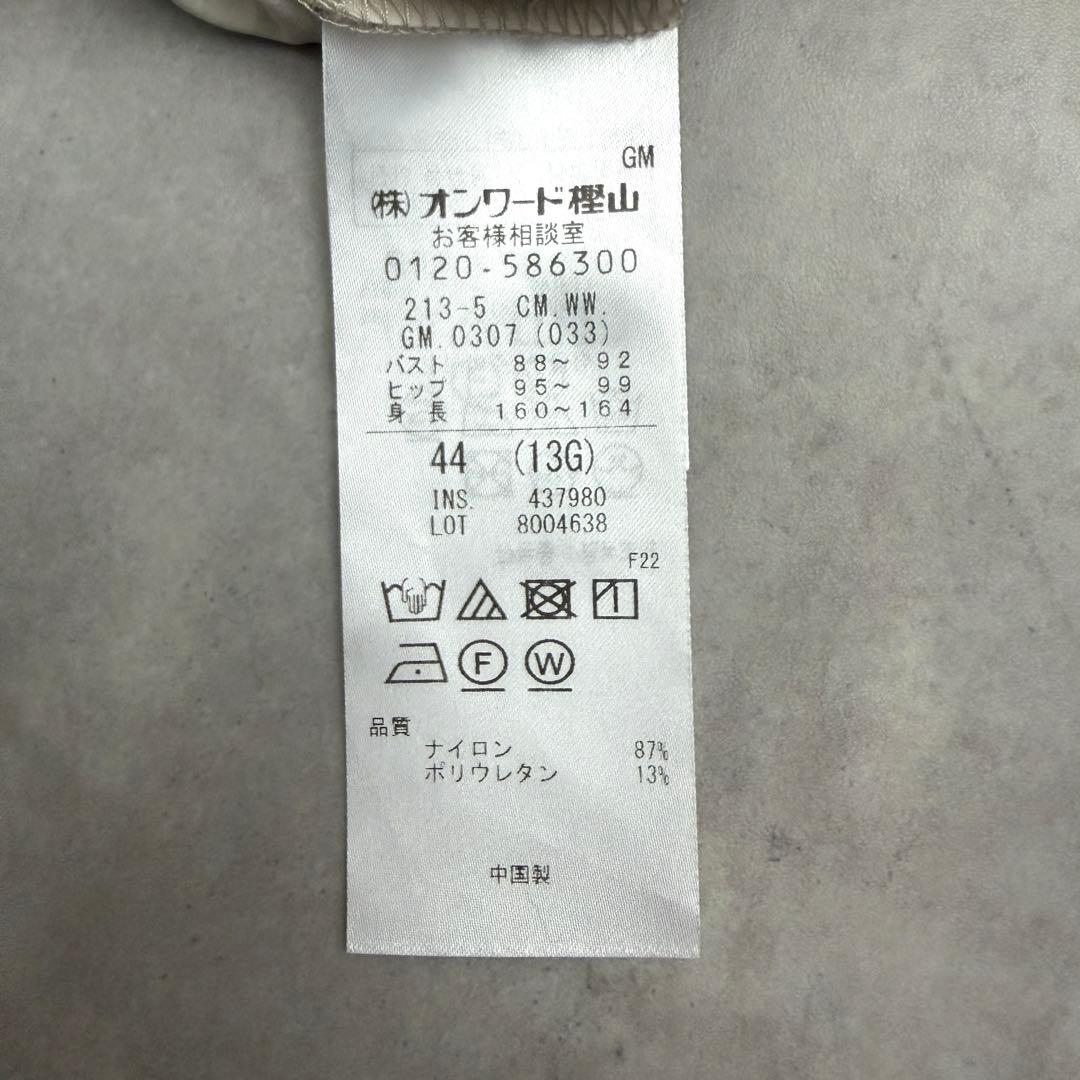 GM
㈱オンワード樫山
お客様相談室
0120-586300
213-5 CM.WW.
GM.0307 (033)
バスト 88～ 92
ヒップ 95～ 99
身 長 160～164
44 (13G)
INS. 437980
LOT 8004638
F22
F W
品質
ナイロン 87%
ポリウレタン 13%
中国製